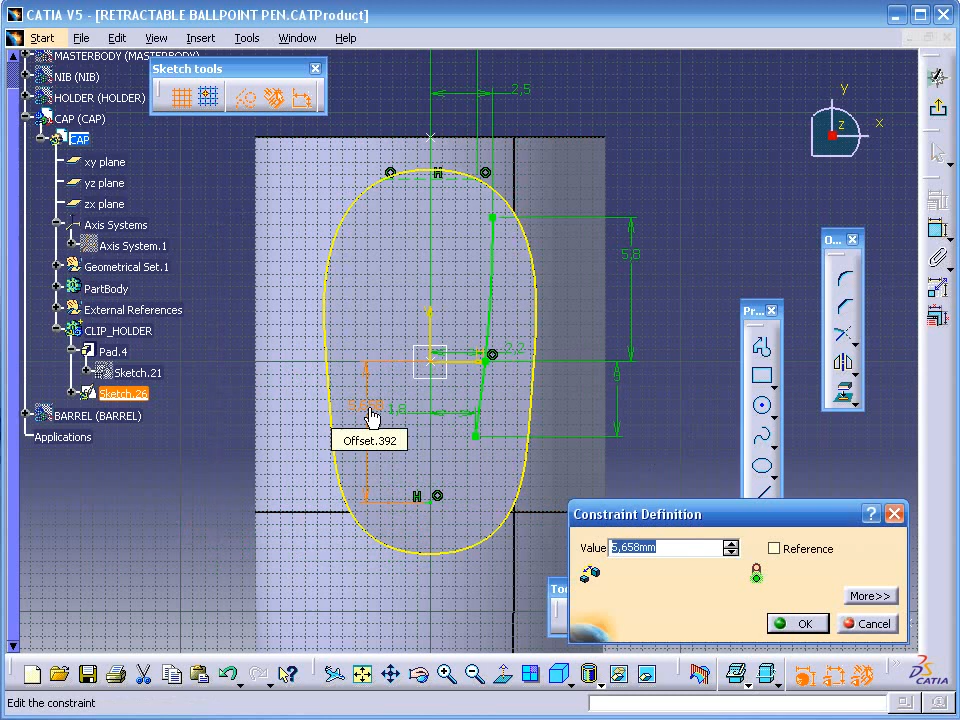 CATIA V5 - [RETRACTABLE BALLPOINT PEN.CATProduct]
Start File Edit View Insert Tools Window Help
MASTERBODY (MASTERBODY)
NIB (NIB)
HOLDER (HOLDER)
CAP (CAP)
CAP
xy plane
yz plane
zx plane
Axis Systems
Axis System.1
Geometrical Set.1
PartBody
External References
CLIP_HOLDER
Pad.4
Sketch.21
Sketch.26
BARREL (BARREL)
Applications
Sketch tools
2,5
H
5,8
2,2
1,8
Offset.392
H
y
z
x
O...
Pr...
Too
Constraint Definition
Value 5,658mm
Reference
More>>
OK Cancel
CATIA
Edit the constraint